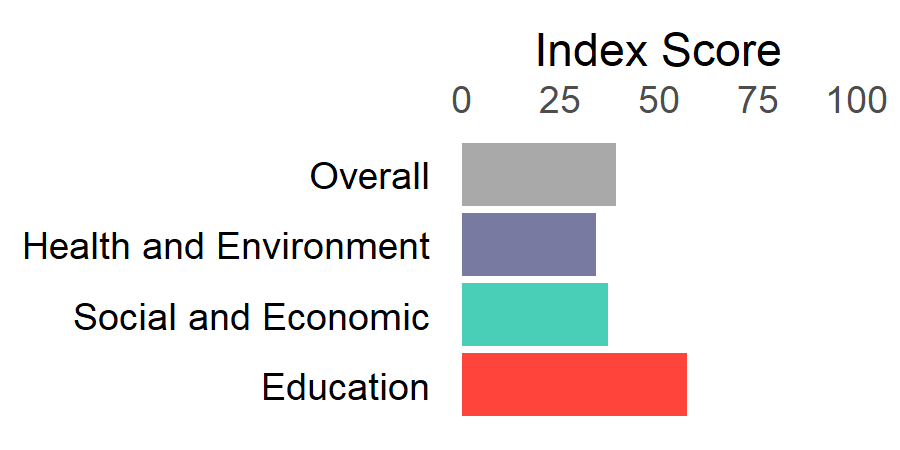 Index Score
0 25 50 75 100
Overall
Health and Environment
Social and Economic
Education